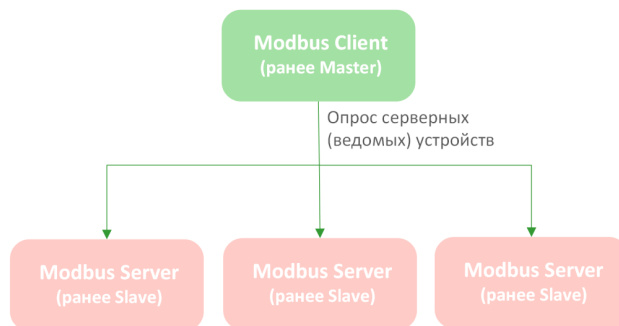 Modbus Client
(ранее Master)
Опрос серверных
(ведомых) устройств
Modbus Server
(ранее Slave)
Modbus Server
(ранее Slave)
Modbus Server
(ранее Slave)